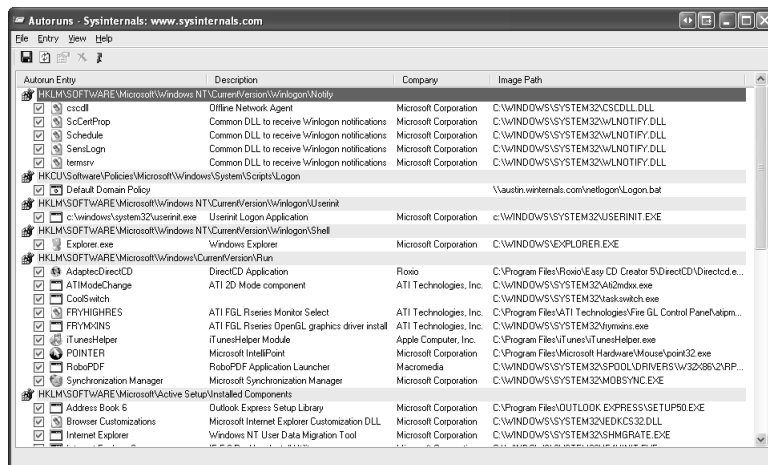 Autoruns - Sysinternals: www.sysinternals.com
File Entry View Help
Autorun Entry Description Company Image Path
HKLM\SOFTWARE\Microsoft\Windows NT\CurrentVersion\Winlogon\Notify
cscdll Offline Network Agent Microsoft Corporation C:\WINDOWS\SYSTEM32\CSCDLL.DLL
ScCertProp Common DLL to receive Winlogon notifications Microsoft Corporation C:\WINDOWS\SYSTEM32\WLNOTIFY.DLL
Schedule Common DLL to receive Winlogon notifications Microsoft Corporation C:\WINDOWS\SYSTEM32\WLNOTIFY.DLL
SensLogn Common DLL to receive Winlogon notifications Microsoft Corporation C:\WINDOWS\SYSTEM32\WLNOTIFY.DLL
termsrv Common DLL to receive Winlogon notifications Microsoft Corporation C:\WINDOWS\SYSTEM32\WLNOTIFY.DLL
HKCU\Software\Policies\Microsoft\Windows\System\Scripts\Logon
Default Domain Policy \\austin.winternals.com\netlogon\Logon.bat
HKLM\SOFTWARE\Microsoft\Windows NT\CurrentVersion\Winlogon\Userinit
c:\windows\system32\userinit.exe Userinit Logon Application Microsoft Corporation c:\WINDOWS\SYSTEM32\USERINIT.EXE
HKLM\SOFTWARE\Microsoft\Windows NT\CurrentVersion\Winlogon\Shell
Explorer.exe Windows Explorer Microsoft Corporation C:\WINDOWS\EXPLORER.EXE
HKLM\SOFTWARE\Microsoft\Windows\CurrentVersion\Run
AdaptecDirectCD DirectCD Application Roxio C:\Program Files\Roxio\Easy CD Creator 5\DirectCD\Directcd.e...
ATIModeChange ATI 2D Mode component ATI Technologies, Inc. C:\WINDOWS\SYSTEM32\Ati2mdxx.exe
CoolSwitch C:\WINDOWS\SYSTEM32\taskswitch.exe
FRYHIGHRES ATI FGL Rseries Monitor Select ATI Technologies, Inc. C:\Program Files\ATI Technologies\Fire GL Control Panel\atipm...
FRYMXINS ATI FGL Rseries OpenGL graphics driver install ATI Technologies, Inc. C:\WINDOWS\SYSTEM32\frymxins.exe
iTunesHelper iTunesHelper Module Apple Computer, Inc. C:\Program Files\iTunes\iTunesHelper.exe
POINTER Microsoft IntelliPoint Microsoft Corporation C:\Program Files\Microsoft Hardware\Mouse\point32.exe
RoboPDF RoboPDF Application Launcher Macromedia C:\WINDOWS\SYSTEM32\SPOOL\DRIVERS\W32X86\2\RP...
Synchronization Manager Microsoft Synchronization Manager Microsoft Corporation C:\WINDOWS\SYSTEM32\MOBSYNC.EXE
HKLM\SOFTWARE\Microsoft\Active Setup\Installed Components
Address Book 6 Outlook Express Setup Library Microsoft Corporation C:\Program Files\OUTLOOK EXPRESS\SETUP50.EXE
Browser Customizations Microsoft Internet Explorer Customization DLL Microsoft Corporation C:\WINDOWS\SYSTEM32\IEDKCS32.DLL
Internet Explorer Windows NT User Data Migration Tool Microsoft Corporation C:\WINDOWS\SYSTEM32\SHMGRATE.EXE